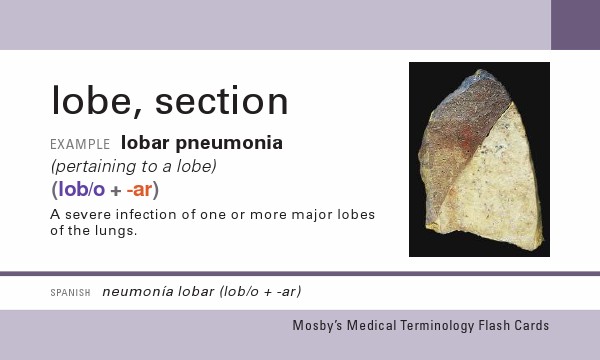 lobe, section
EXAMPLE lobar pneumonia
(pertaining to a lobe)
(lob/o + -ar)
A severe infection of one or more major lobes
of the lungs.
SPANISH neumonía lobar (lob/o + -ar)
Mosby's Medical Terminology Flash Cards